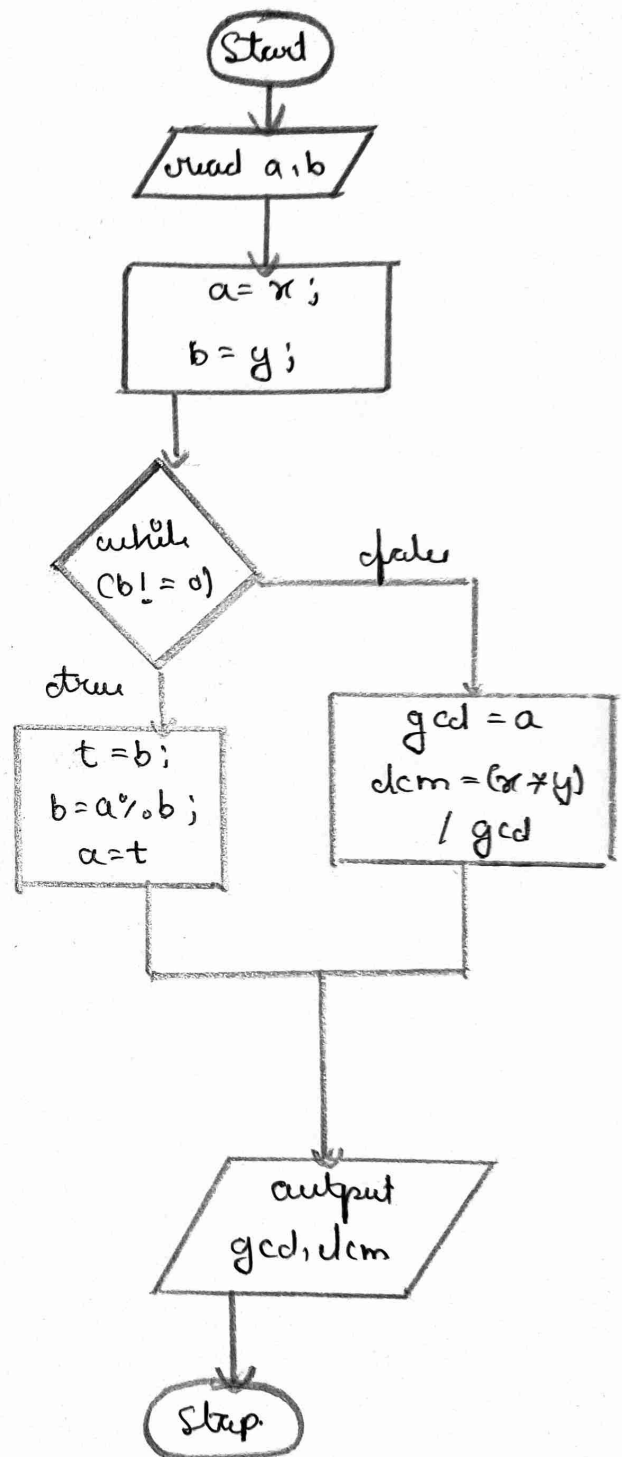 Start
read a, b
a = x ;
b = y ;
while
(b! = 0)
false
true
t = b ;
b = a % b ;
a = t
gcd = a
lcm = (x * y)
/ gcd
output
gcd, lcm
Stop.